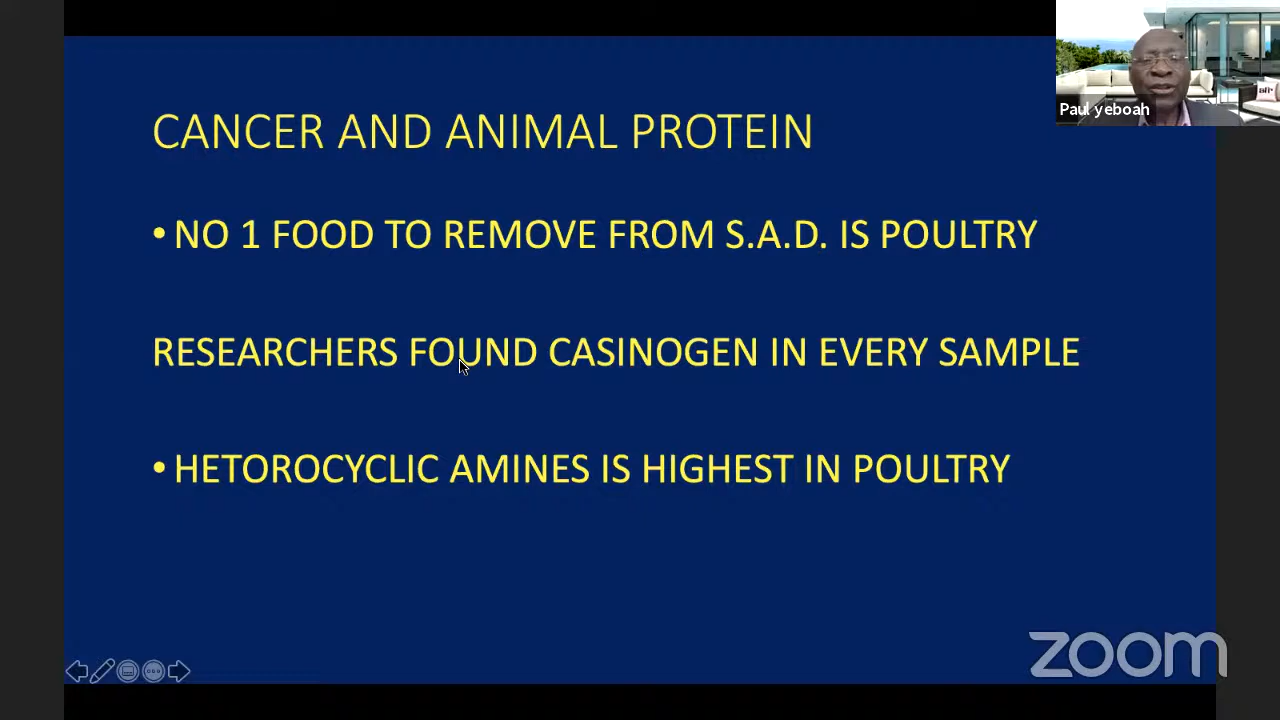 Paul yeboah
CANCER AND ANIMAL PROTEIN
• NO 1 FOOD TO REMOVE FROM S.A.D. IS POULTRY
RESEARCHERS FOUND CASINOGEN IN EVERY SAMPLE
• HETOROCYCLIC AMINES IS HIGHEST IN POULTRY
zoom